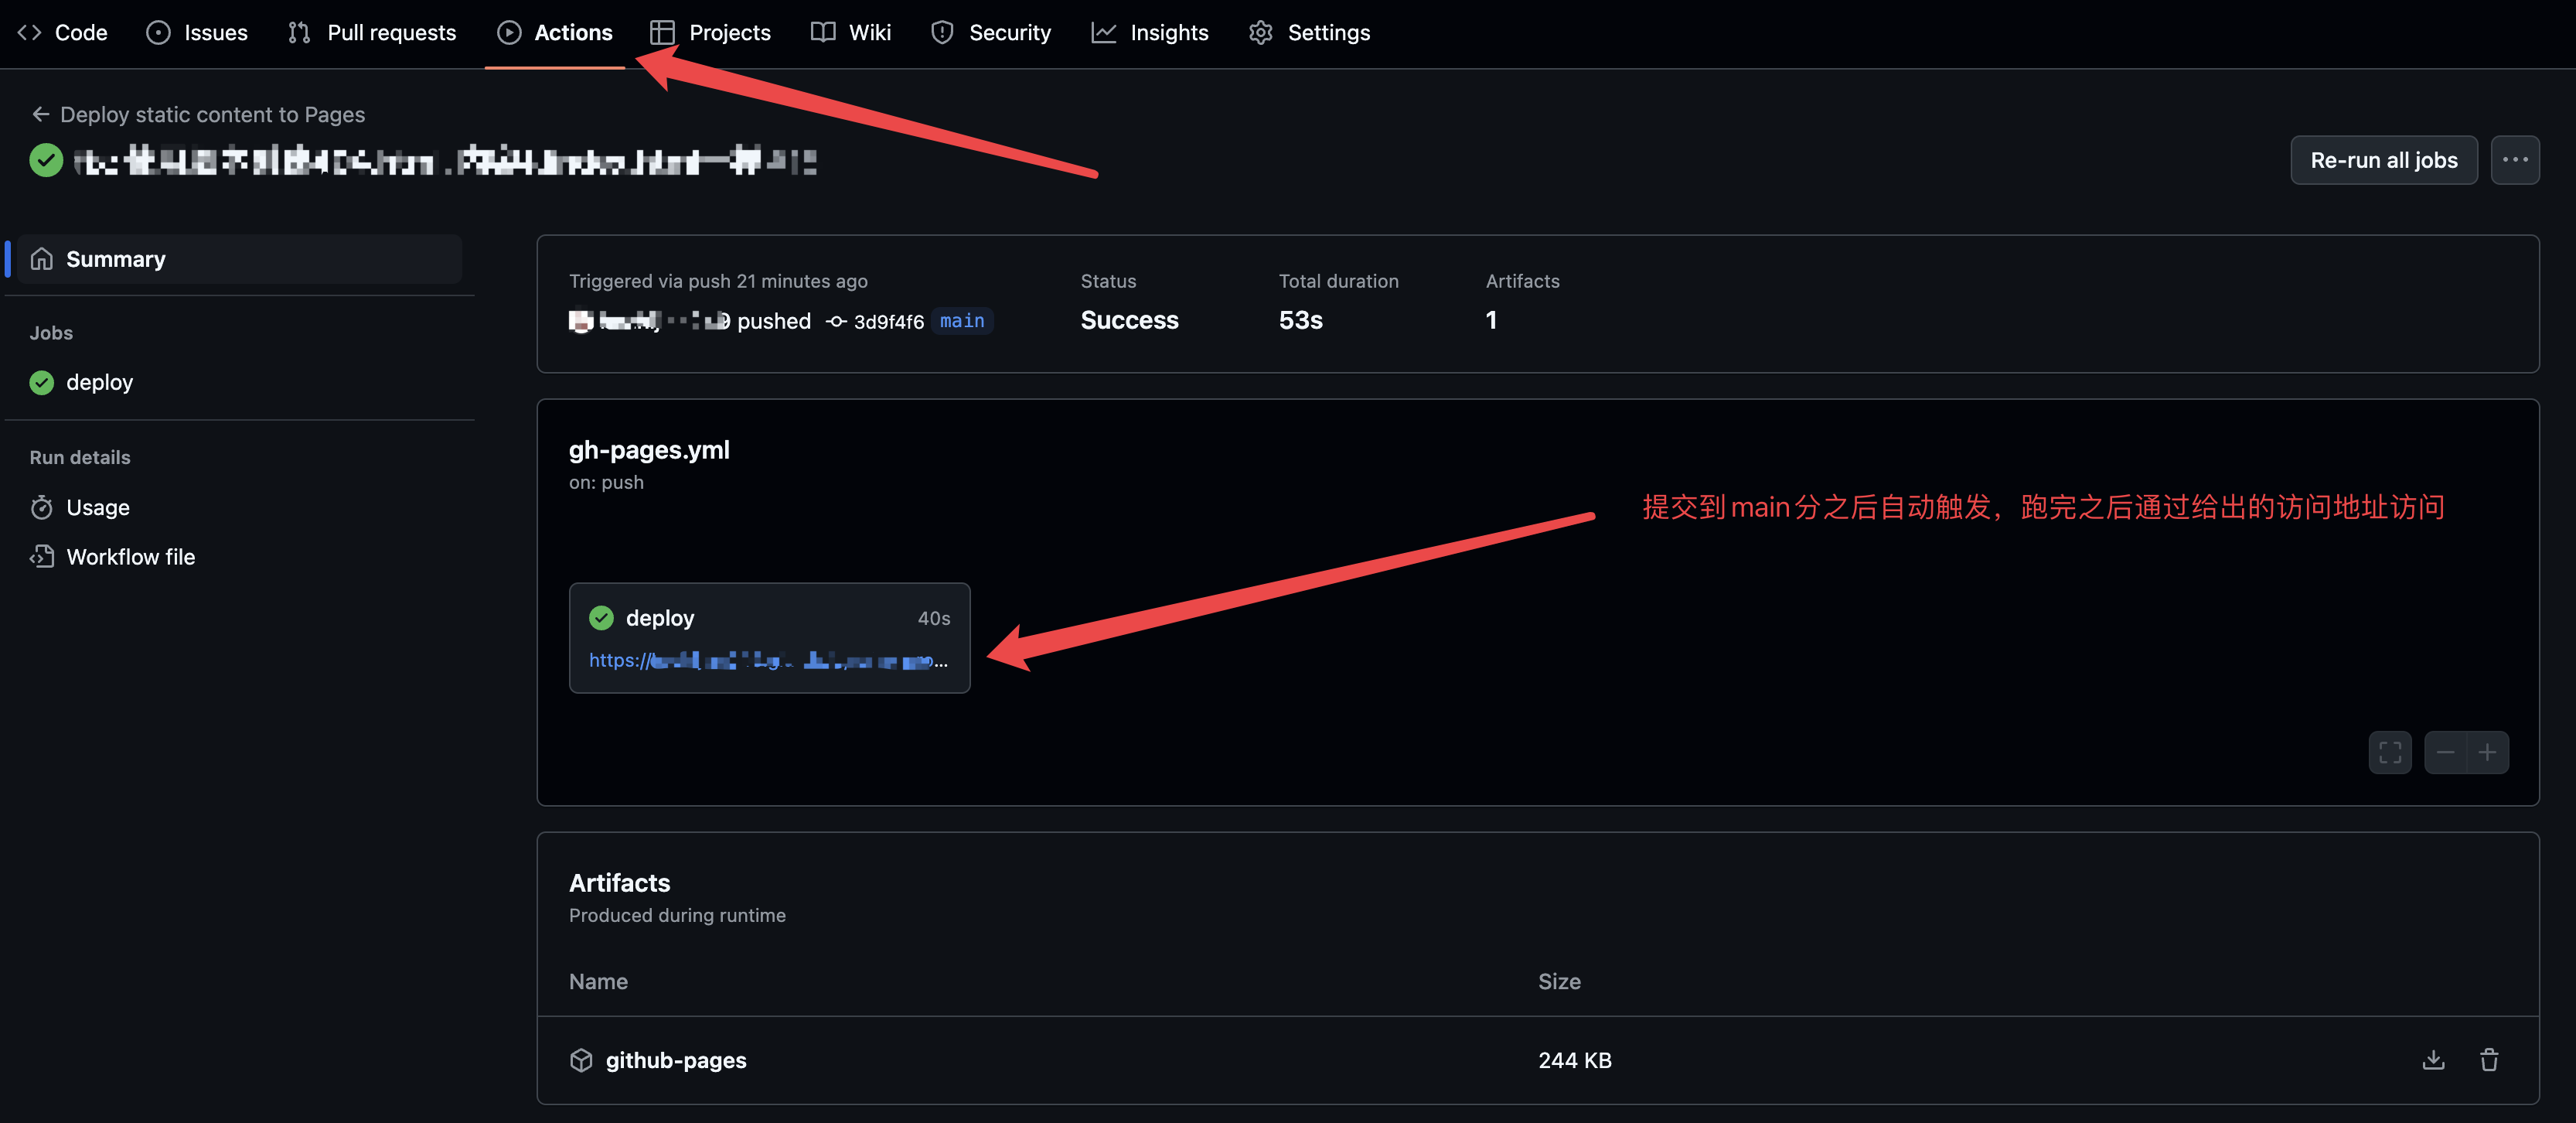 Code Issues Pull requests Actions Projects Wiki Security Insights Settings
Deploy static content to Pages
Re-run all jobs
Summary
Triggered via push 21 minutes ago Status Total duration Artifacts
pushed 3d9f4f6 main Success 53s 1
Jobs
deploy
Run details
Usage
Workflow file
gh-pages.yml
on: push
提交到main分之后自动触发，跑完之后通过给出的访问地址访问
deploy 40s
https://
Artifacts
Produced during runtime
Name Size
github-pages 244 KB